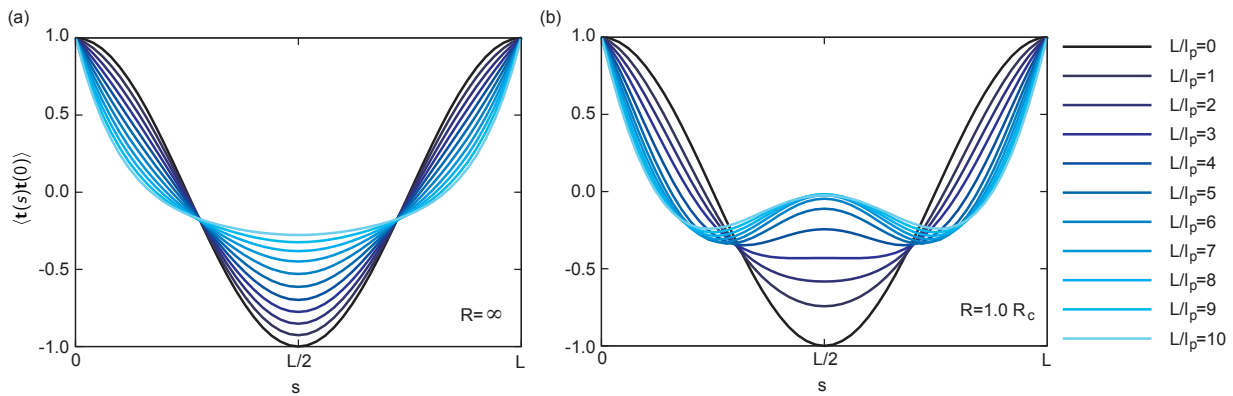 (a)
1.0
0.5
0.0
-0.5
-1.0
⟨t(s)t(0)⟩
0
L/2
L
s
R=∞
(b)
1.0
0.5
0.0
-0.5
-1.0
0
L/2
L
s
R=1.0 R_c
L/l_p=0
L/l_p=1
L/l_p=2
L/l_p=3
L/l_p=4
L/l_p=5
L/l_p=6
L/l_p=7
L/l_p=8
L/l_p=9
L/l_p=10